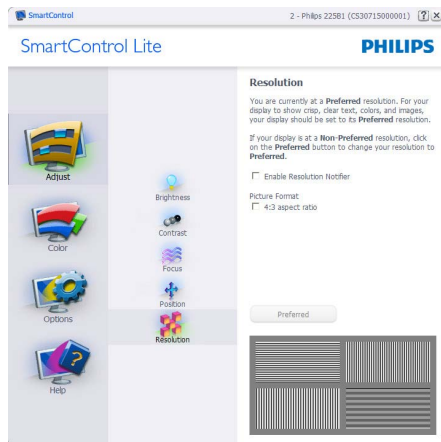 SmartControl
2 - Philips 225B1 (CS30715000001)
SmartControl Lite
PHILIPS
Adjust
Color
Options
Help
Brightness
Contrast
Focus
Position
Resolution
Resolution
You are currently at a Preferred resolution. For your
display to show crisp, clear text, colors, and images,
your display should be set to its Preferred resolution.
If your display is at a Non-Preferred resolution, click
on the Preferred button to change your resolution to
Preferred.
Enable Resolution Notifier
Picture Format
4:3 aspect ratio
Preferred